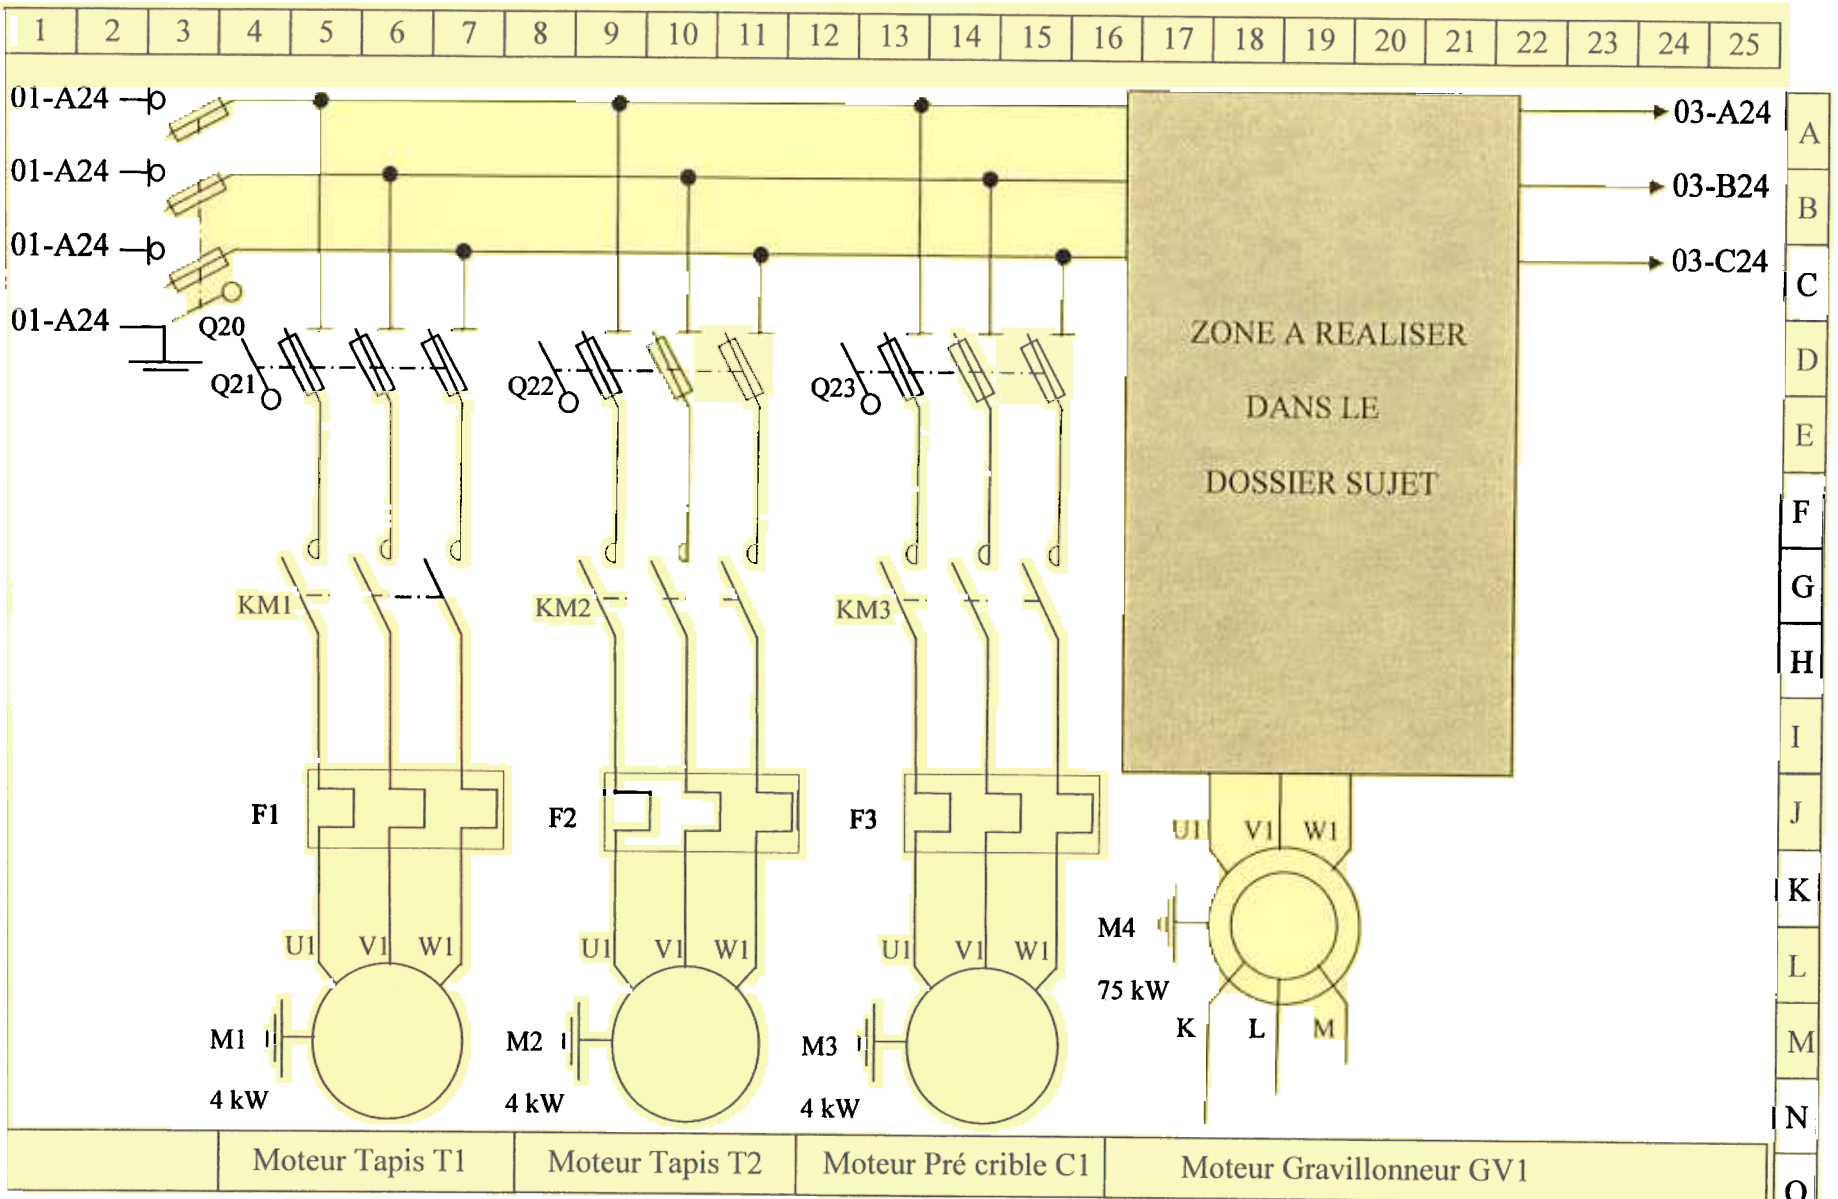 1 2 3 4 5 6 7 8 9 10 11 12 13 14 15 16 17 18 19 20 21 22 23 24 25
01-A24
03-A24
A
01-A24
03-B24
B
01-A24
03-C24
C
01-A24
Q20
ZONE A REALISER
DANS LE
DOSSIER SUJET
Q21
Q22
Q23
D
E
F
KM1
KM2
KM3
G
H
I
F1
F2
F3
J
U1 V1 W1
K
M4
75 kW
U1 V1 W1
U1 V1 W1
U1 V1 W1
L
K L M
M1
M2
M3
M
4 kW
4 kW
4 kW
N
Moteur Tapis T1
Moteur Tapis T2
Moteur Pré crible C1
Moteur Gravillonneur GV1
O